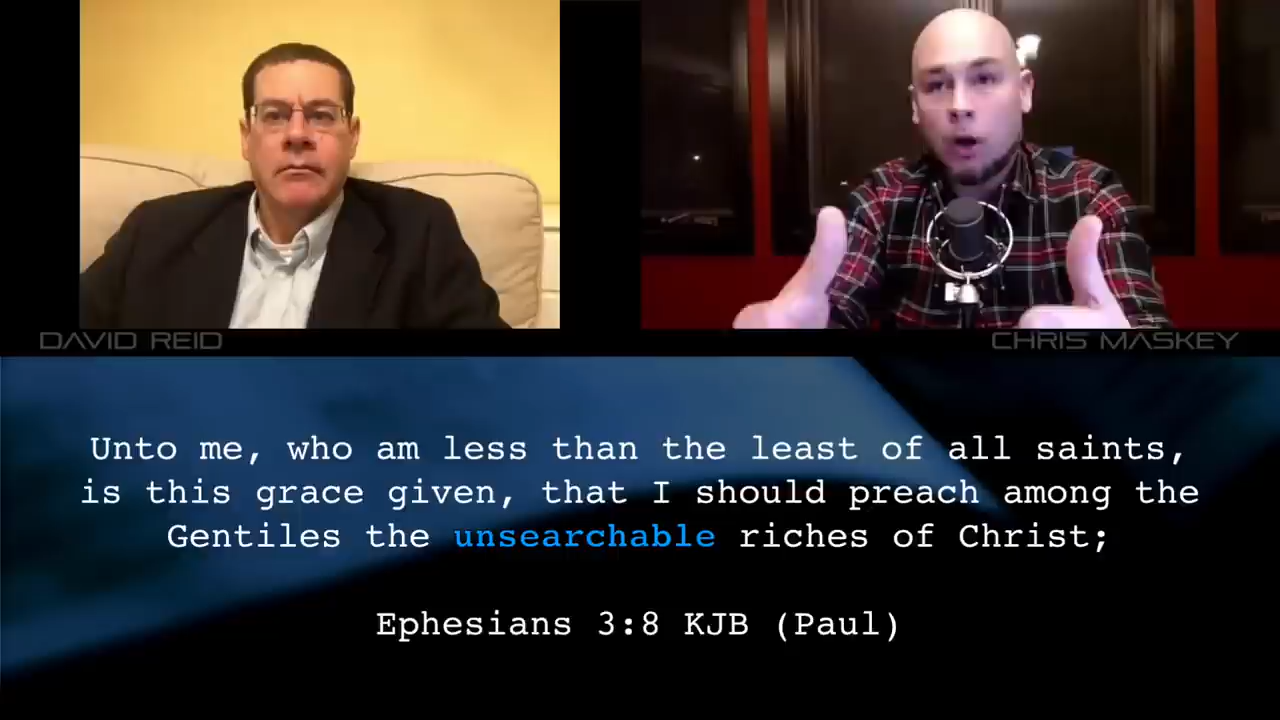 DAVID REID
CHRIS MASKEY
Unto me, who am less than the least of all saints,
is this grace given, that I should preach among the
Gentiles the unsearchable riches of Christ;
Ephesians 3:8 KJB (Paul)